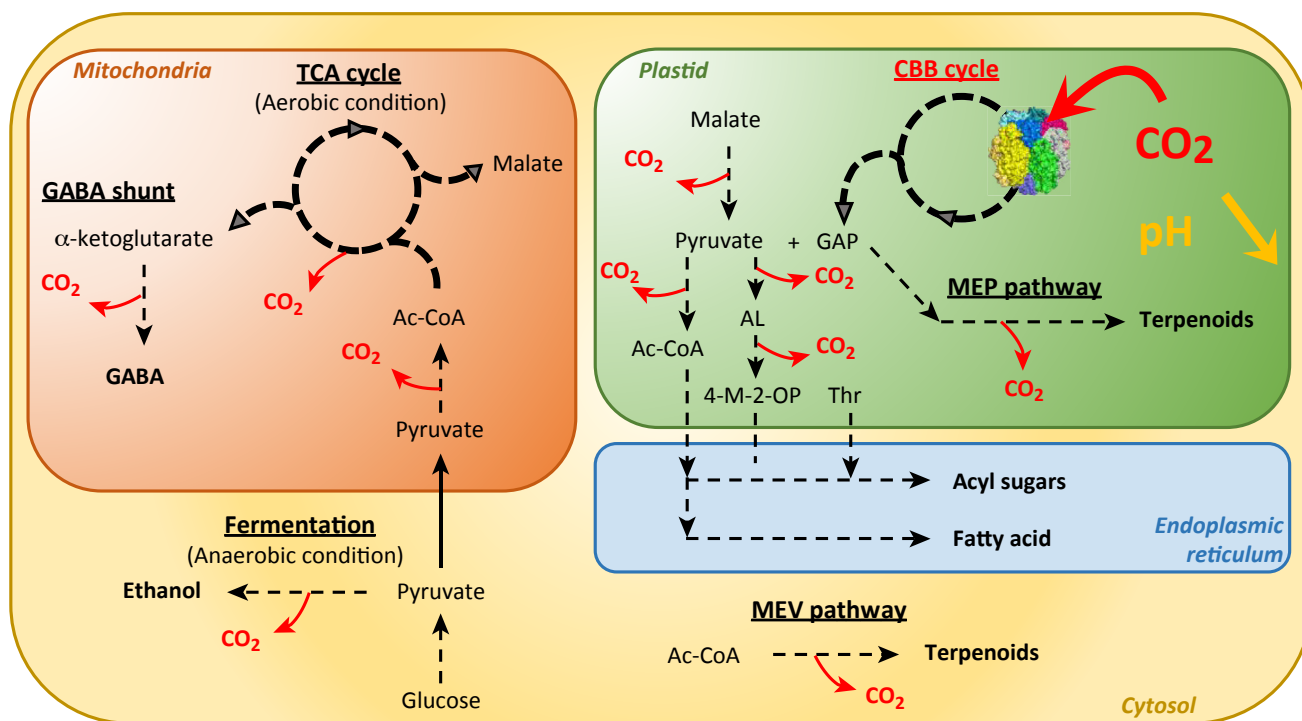 Mitochondria
TCA cycle
(Aerobic condition)
Malate
GABA shunt
α-ketoglutarate
CO2
CO2
GABA
Ac-CoA
CO2
Pyruvate
Fermentation
(Anaerobic condition)
Ethanol
Pyruvate
CO2
Glucose
Plastid
CBB cycle
Malate
CO2
CO2
pH
Pyruvate + GAP
CO2
CO2
MEP pathway
AL
Terpenoids
Ac-CoA
CO2
CO2
4-M-2-OP
Thr
Acyl sugars
Fatty acid
Endoplasmic
reticulum
MEV pathway
Ac-CoA
Terpenoids
CO2
Cytosol